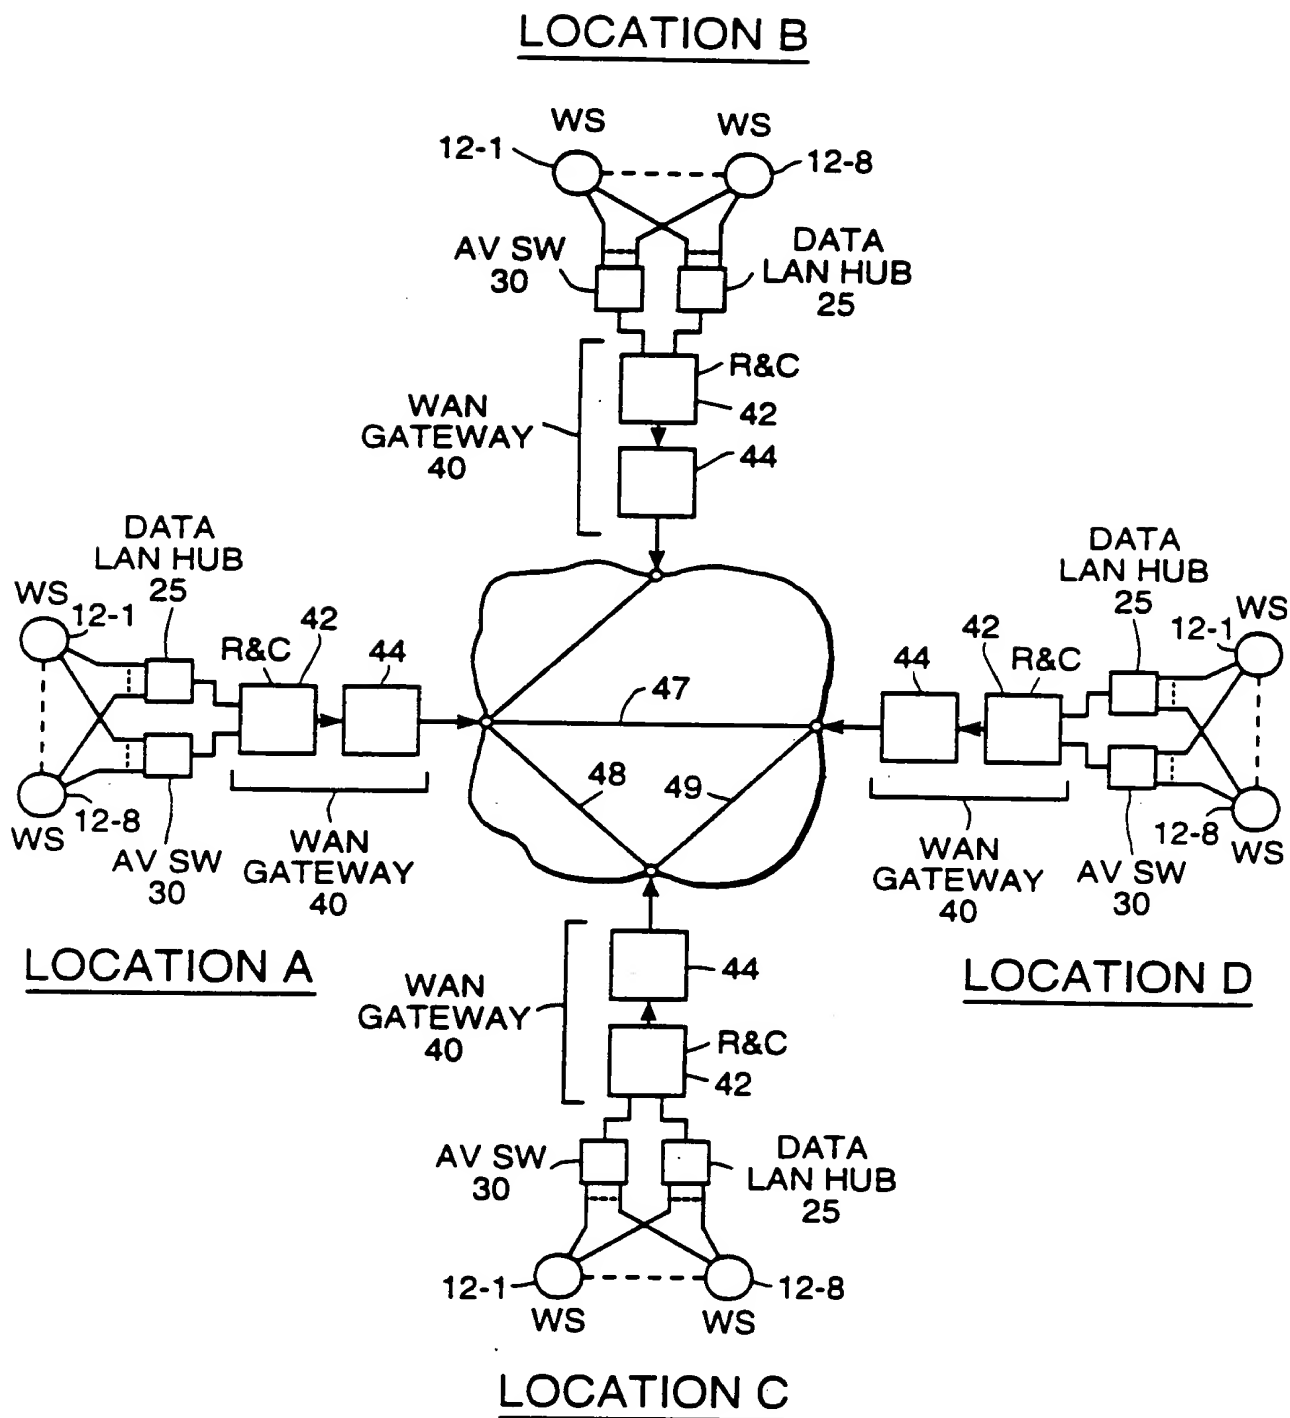 LOCATION B
WS
WS
12-1
12-8
AV SW
30
DATA
LAN HUB
25
R&C
42
WAN
GATEWAY
40
44
DATA
LAN HUB
25
WS
12-1
R&C
42
44
12-8
WS
AV SW
30
WAN
GATEWAY
40
LOCATION A
47
48
49
DATA
LAN HUB
25
WS
12-1
44
42
R&C
12-8
WS
WAN
GATEWAY
40
AV SW
30
LOCATION D
44
WAN
GATEWAY
40
R&C
42
AV SW
30
DATA
LAN HUB
25
12-1
12-8
WS
WS
LOCATION C